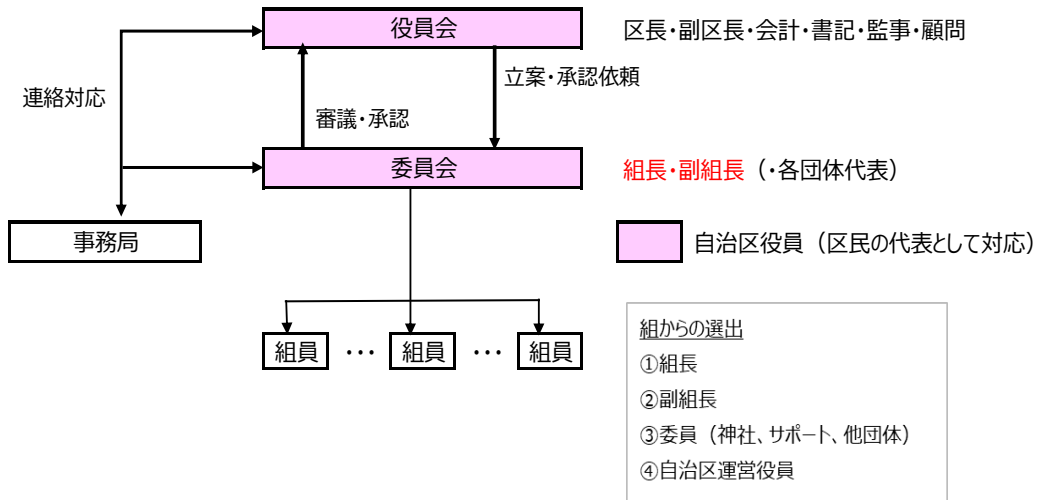 役員会
区長・副区長・会計・書記・監事・顧問
立案・承認依頼
連絡対応
審議・承認
委員会
組長・副組長（・各団体代表）
事務局
自治区役員（区民の代表として対応）
組員 ・・・ 組員 ・・・ 組員
組からの選出
①組長
②副組長
③委員（神社、サポート、他団体）
④自治区運営役員